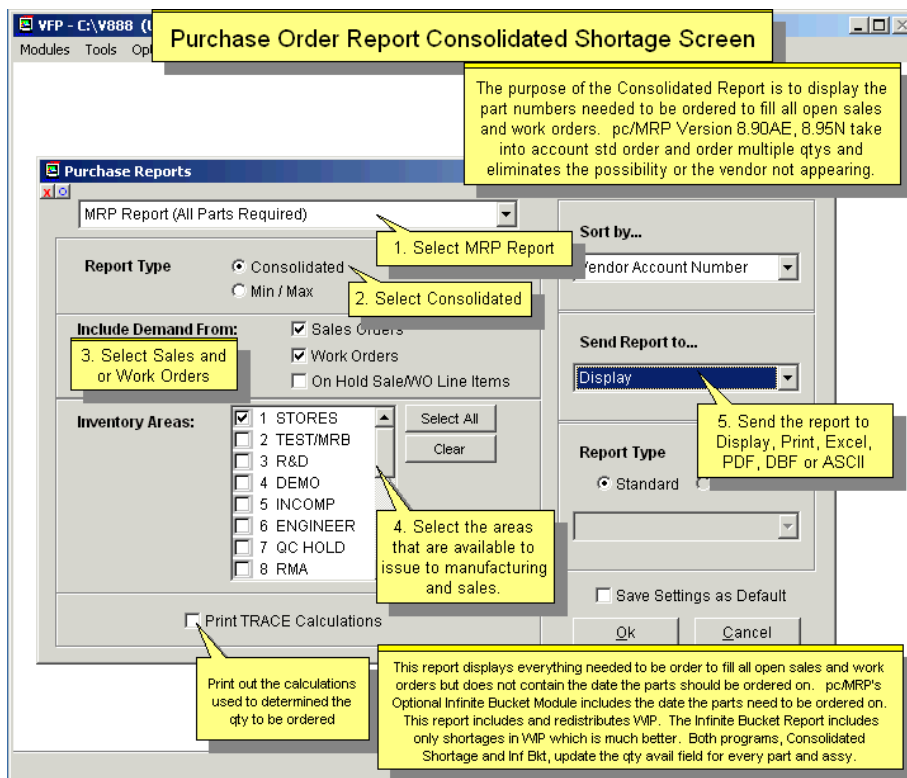 VFP - C:\V888 (U
Purchase Order Report Consolidated Shortage Screen
Modules Tools Opt
The purpose of the Consolidated Report is to display the
part numbers needed to be ordered to fill all open sales
and work orders. pc/MRP Version 8.90AE, 8.95N take
into account std order and order multiple qtys and
eliminates the possibility or the vendor not appearing.
Purchase Reports
MRP Report (All Parts Required)
1. Select MRP Report
Report Type
Consolidated
Min / Max
2. Select Consolidated
Include Demand From:
Sales Orders
Work Orders
On Hold Sale/WO Line Items
3. Select Sales and
or Work Orders
Inventory Areas:
1 STORES
2 TEST/MRB
3 R&D
4 DEMO
5 INCOMP
6 ENGINEER
7 QC HOLD
8 RMA
Select All
Clear
4. Select the areas
that are available to
issue to manufacturing
and sales.
Print TRACE Calculations
Print out the calculations
used to determined the
qty to be ordered
Sort by...
Vendor Account Number
Send Report to...
Display
5. Send the report to
Display, Print, Excel,
PDF, DBF or ASCII
Report Type
Standard
Save Settings as Default
Ok
Cancel
This report displays everything needed to be order to fill all open sales and work
orders but does not contain the date the parts should be ordered on. pc/MRP's
Optional Infinite Bucket Module includes the date the parts need to be ordered on.
This report includes and redistributes WIP. The Infinite Bucket Report includes
only shortages in WIP which is much better. Both programs, Consolidated
Shortage and Inf Bkt, update the qty avail field for every part and assy.